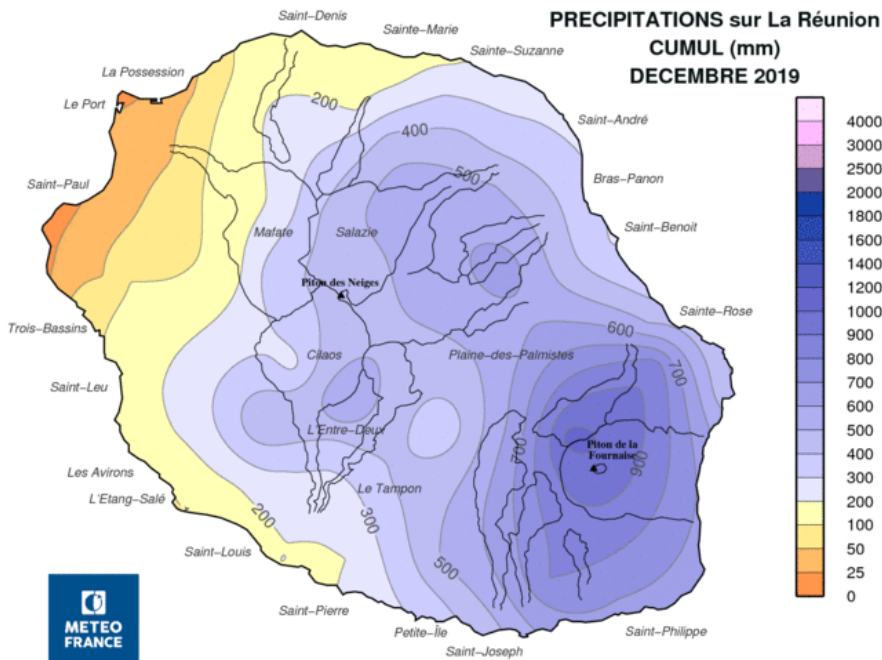 PRECIPITATIONS sur La Réunion
CUMUL (mm)
DECEMBRE 2019
Saint-Denis
Sainte-Marie
Sainte-Suzanne
La Possession
Le Port
Saint-André
Saint-Paul
Bras-Panon
Saint-Benoit
Mafate
Salazie
Piton des Neiges
Sainte-Rose
Trois-Bassins
Cilaos
Plaine-des-Palmistes
Saint-Leu
L'Entre-Deux
Piton de la
Fournaise
Les Avirons
Le Tampon
L'Etang-Salé
Saint-Louis
Saint-Pierre
Petite-Île
Saint-Joseph
Saint-Philippe
200
400
500
600
700
700
900
200
300
500
4000
3000
2500
2000
1800
1600
1400
1200
1000
900
800
700
600
500
400
300
200
100
50
25
0
METEO
FRANCE